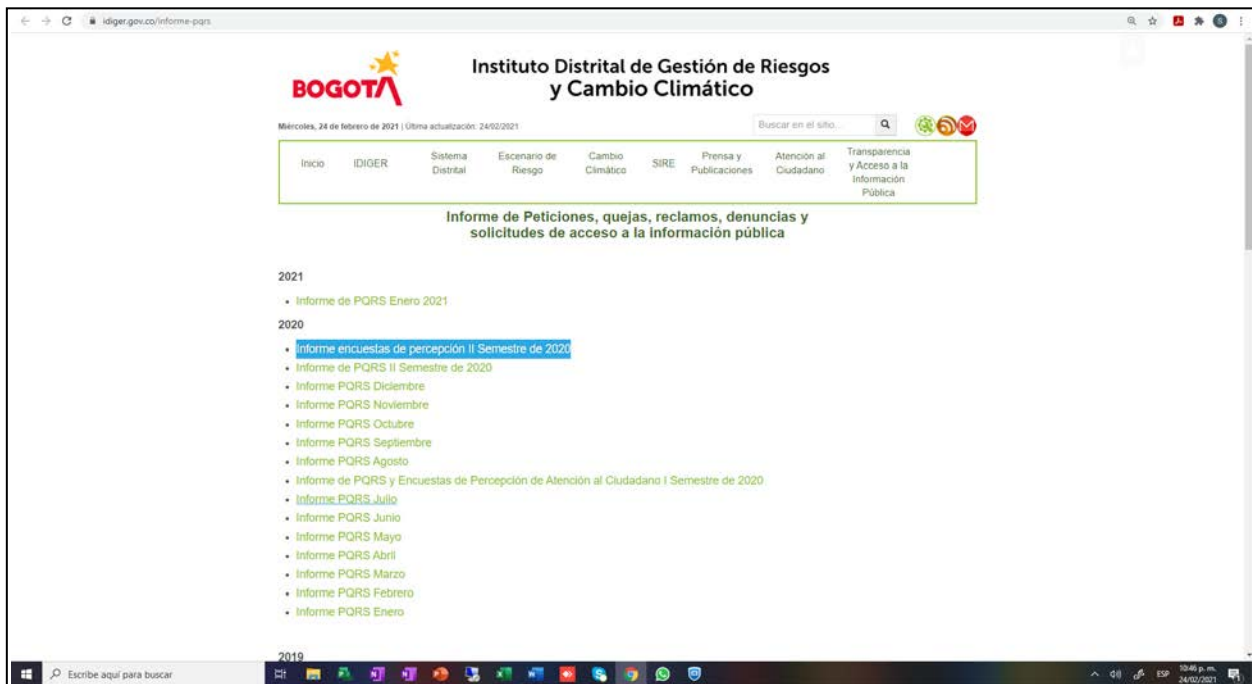 idiger.gov.co/informe-pqrs
BOGOTÁ
Instituto Distrital de Gestión de Riesgos
y Cambio Climático
Miércoles, 24 de febrero de 2021 | Última actualización: 24/02/2021
Buscar en el sitio...
Inicio IDIGER Sistema Distrital Escenario de Riesgo Cambio Climático SIRE Prensa y Publicaciones Atención al Ciudadano Transparencia y Acceso a la Información Pública
Informe de Peticiones, quejas, reclamos, denuncias y
solicitudes de acceso a la información pública
2021
Informe de PQRS Enero 2021
2020
Informe encuestas de percepción II Semestre de 2020
Informe de PQRS II Semestre de 2020
Informe PQRS Diciembre
Informe PQRS Noviembre
Informe PQRS Octubre
Informe PQRS Septiembre
Informe PQRS Agosto
Informe de PQRS y Encuestas de Percepción de Atención al Ciudadano I Semestre de 2020
Informe PQRS Julio
Informe PQRS Junio
Informe PQRS Mayo
Informe PQRS Abril
Informe PQRS Marzo
Informe PQRS Febrero
Informe PQRS Enero
2019
Escribe aquí para buscar
ESP
10:46 p. m.
24/02/2021